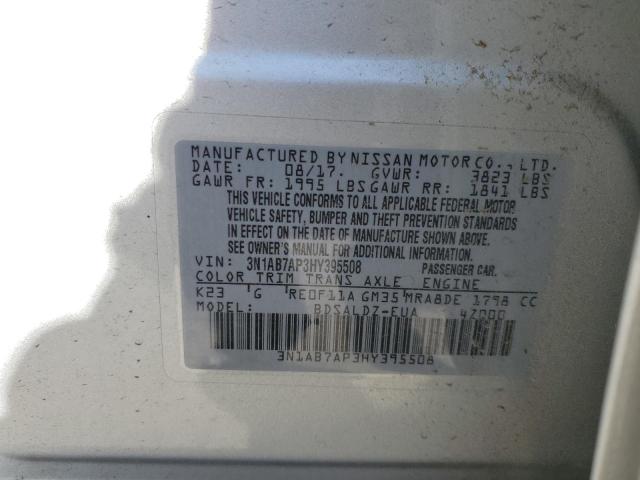 MANUFACTURED BY NISSAN MOTOR CO., LTD.
DATE: 08/17. GVWR: 3823 LBS
GAWR FR: 1995 LBS GAWR RR: 1841 LBS
THIS VEHICLE CONFORMS TO ALL APPLICABLE FEDERAL MOTOR
VEHICLE SAFETY, BUMPER AND THEFT PREVENTION STANDARDS
IN EFFECT ON THE DATE OF MANUFACTURE SHOWN ABOVE.
SEE OWNER'S MANUAL FOR ADDITIONAL INFORMATION.
VIN: 3N1AB7AP3HY395508 PASSENGER CAR.
COLOR TRIM TRANS AXLE ENGINE
K23 G RE0F11A GM35 MRA8DE 1798 CC
BDSALDZ-EUA 4Z000
3N1AB7AP3HY395508